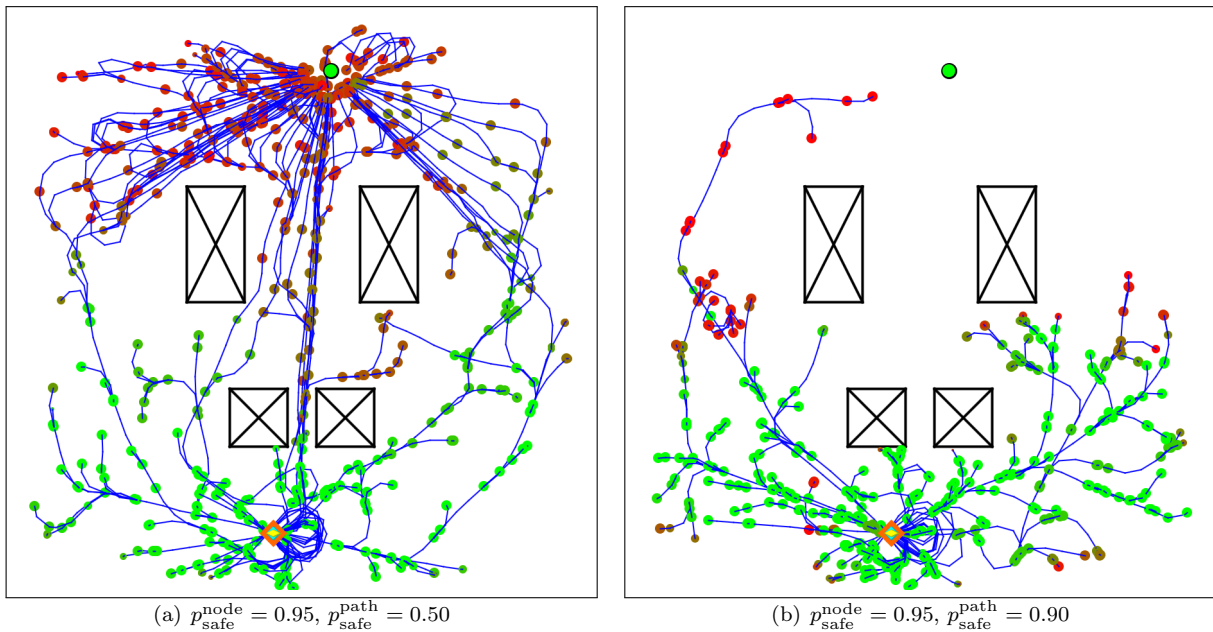 (a) $p_{\text{safe}}^{\text{node}} = 0.95$, $p_{\text{safe}}^{\text{path}} = 0.50$
(b) $p_{\text{safe}}^{\text{node}} = 0.95$, $p_{\text{safe}}^{\text{path}} = 0.90$